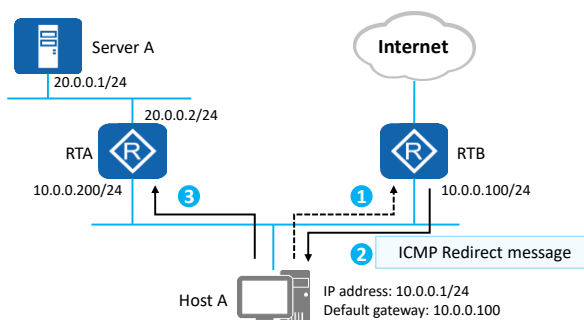 Server A
Internet
20.0.0.1/24
20.0.0.2/24
RTA
R
R
RTB
10.0.0.200/24
3
1
10.0.0.100/24
2
ICMP Redirect message
Host A
IP address: 10.0.0.1/24
Default gateway: 10.0.0.100